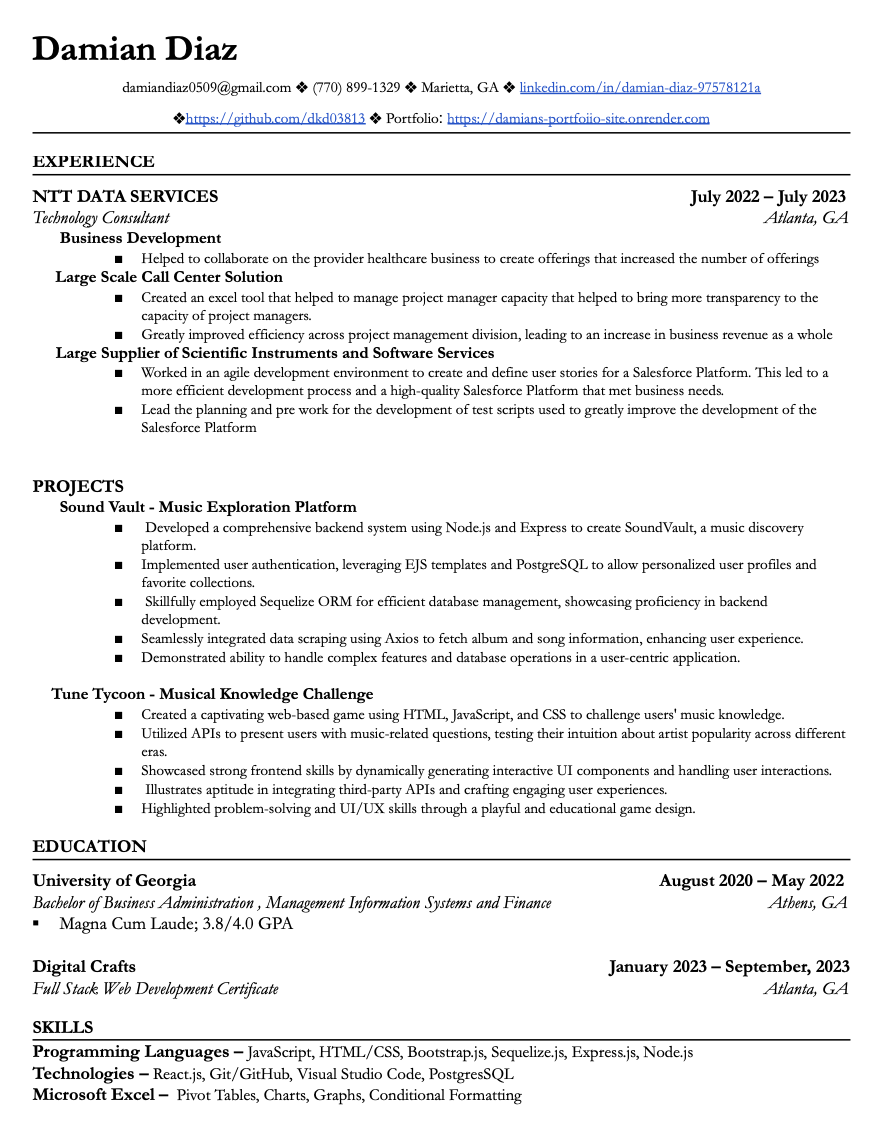 Damian Diaz
damiandiaz0509@gmail.com ❖ (770) 899-1329 ❖ Marietta, GA ❖ linkedin.com/in/damian-diaz-97578121a
❖https://github.com/dkd03813 ❖ Portfolio: https://damians-portfoiio-site.onrender.com
EXPERIENCE
NTT DATA SERVICES July 2022 – July 2023
Technology Consultant Atlanta, GA
Business Development
▪ Helped to collaborate on the provider healthcare business to create offerings that increased the number of offerings
Large Scale Call Center Solution
▪ Created an excel tool that helped to manage project manager capacity that helped to bring more transparency to the
capacity of project managers.
▪ Greatly improved efficiency across project management division, leading to an increase in business revenue as a whole
Large Supplier of Scientific Instruments and Software Services
▪ Worked in an agile development environment to create and define user stories for a Salesforce Platform. This led to a
more efficient development process and a high-quality Salesforce Platform that met business needs.
▪ Lead the planning and pre work for the development of test scripts used to greatly improve the development of the
Salesforce Platform
PROJECTS
Sound Vault - Music Exploration Platform
▪ Developed a comprehensive backend system using Node.js and Express to create SoundVault, a music discovery
platform.
▪ Implemented user authentication, leveraging EJS templates and PostgreSQL to allow personalized user profiles and
favorite collections.
▪ Skillfully employed Sequelize ORM for efficient database management, showcasing proficiency in backend
development.
▪ Seamlessly integrated data scraping using Axios to fetch album and song information, enhancing user experience.
▪ Demonstrated ability to handle complex features and database operations in a user-centric application.
Tune Tycoon - Musical Knowledge Challenge
▪ Created a captivating web-based game using HTML, JavaScript, and CSS to challenge users' music knowledge.
▪ Utilized APIs to present users with music-related questions, testing their intuition about artist popularity across different
eras.
▪ Showcased strong frontend skills by dynamically generating interactive UI components and handling user interactions.
▪ Illustrates aptitude in integrating third-party APIs and crafting engaging user experiences.
▪ Highlighted problem-solving and UI/UX skills through a playful and educational game design.
EDUCATION
University of Georgia August 2020 – May 2022
Bachelor of Business Administration , Management Information Systems and Finance Athens, GA
▪ Magna Cum Laude; 3.8/4.0 GPA
Digital Crafts January 2023 – September, 2023
Full Stack Web Development Certificate Atlanta, GA
SKILLS
Programming Languages – JavaScript, HTML/CSS, Bootstrap.js, Sequelize.js, Express.js, Node.js
Technologies – React.js, Git/GitHub, Visual Studio Code, PostgresSQL
Microsoft Excel – Pivot Tables, Charts, Graphs, Conditional Formatting